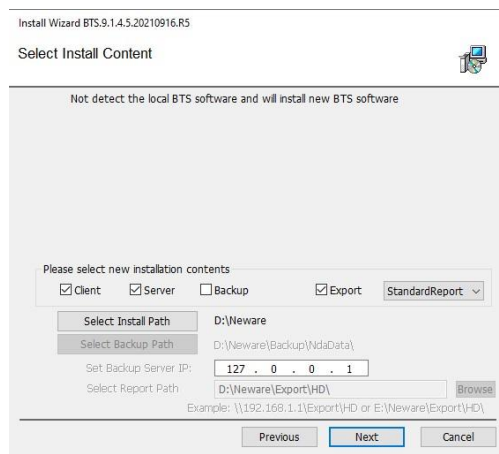 Install Wizard BTS.9.1.4.5.20210916.R5
Select Install Content
Not detect the local BTS software and will install new BTS software
Please select new installation contents
Client Server Backup Export StandardReport
Select Install Path D:\Neware
Select Backup Path D:\Neware\Backup\NdaData\
Set Backup Server IP: 127 . 0 . 0 . 1
Select Report Path D:\Neware\Export\HD\ Browse
Example: \\192.168.1.1\Export\HD or E:\Neware\Export\HD\
Previous Next Cancel